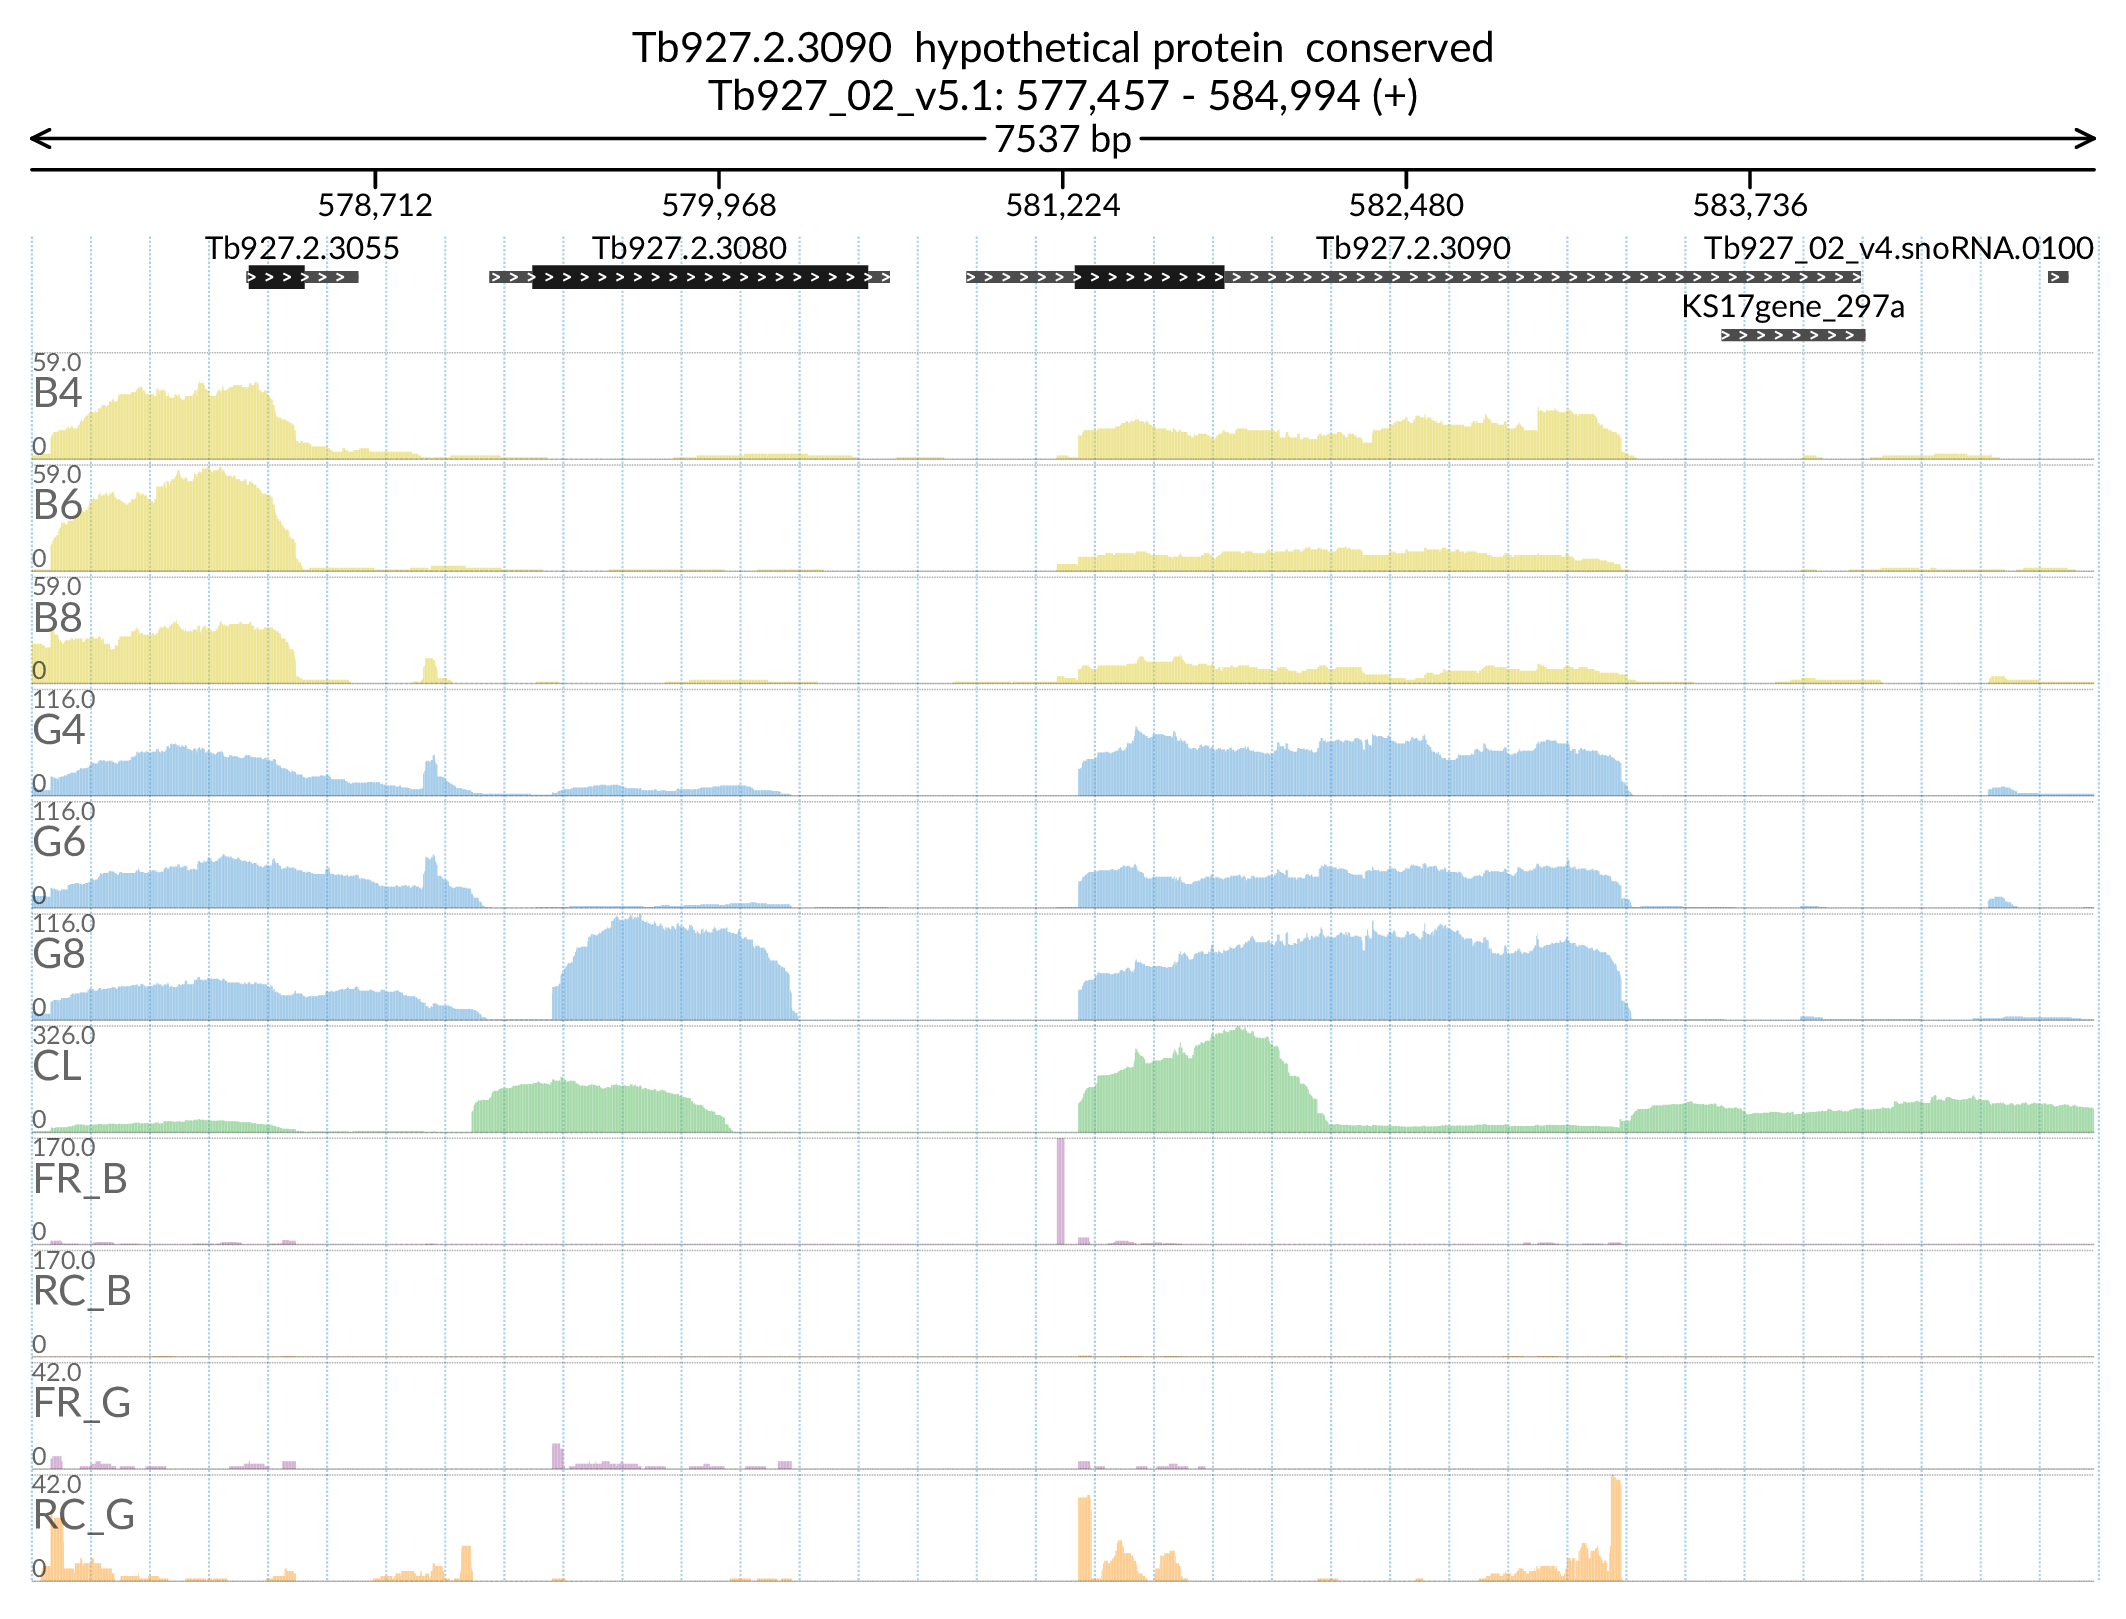 Tb927.2.3090 hypothetical protein conserved
Tb927_02_v5.1: 577,457 - 584,994 (+)
7537 bp
578,712 579,968 581,224 582,480 583,736
Tb927.2.3055 Tb927.2.3080 Tb927.2.3090 Tb927_02_v4.snoRNA.0100
KS17gene_297a
59.0
B4
0
59.0
B6
0
59.0
B8
0
116.0
G4
0
116.0
G6
0
116.0
G8
0
326.0
CL
0
170.0
FR_B
0
170.0
RC_B
0
42.0
FR_G
0
42.0
RC_G
0